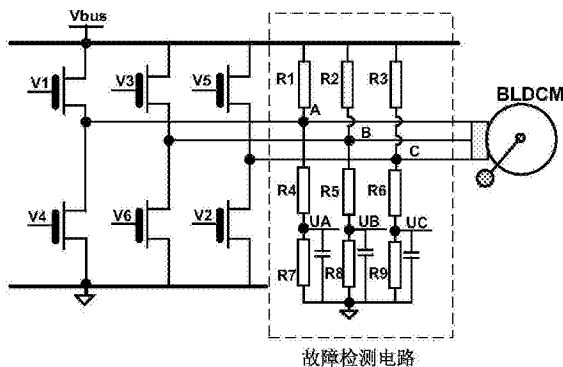 Vbus
V1
V3
V5
R1
R2
R3
BLDCM
A
B
C
V4
V6
V2
R4
R5
R6
UA
UB
UC
R7
R8
R9
故障检测电路